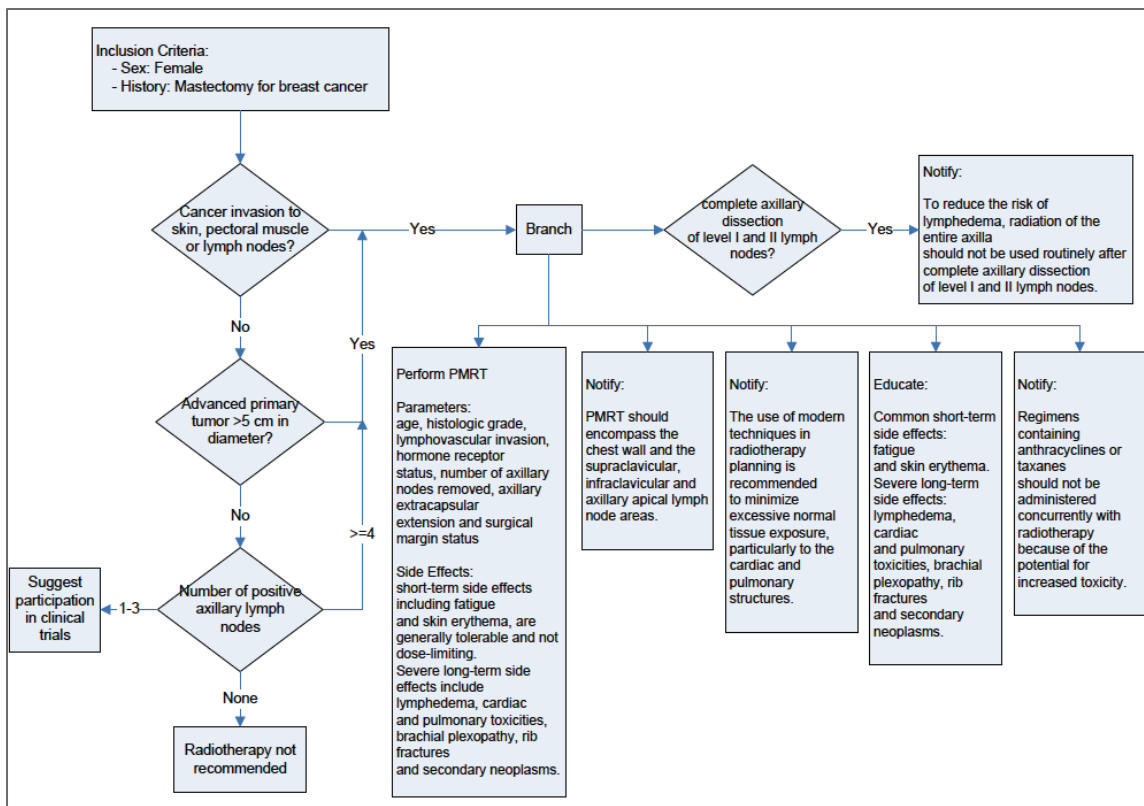 Inclusion Criteria:
- Sex: Female
- History: Mastectomy for breast cancer
Cancer invasion to
skin, pectoral muscle
or lymph nodes?
Yes
Branch
complete axillary
dissection
of level I and II lymph
nodes?
Yes
Notify:
To reduce the risk of
lymphedema, radiation of the
entire axilla
should not be used routinely after
complete axillary dissection
of level I and II lymph nodes.
No
Yes
Advanced primary
tumor >5 cm in
diameter?
No
>=4
Number of positive
axillary lymph
nodes
1-3
Suggest
participation
in clinical
trials
None
Radiotherapy not
recommended
Perform PMRT
Parameters:
age, histologic grade,
lymphovascular invasion,
hormone receptor
status, number of axillary
nodes removed, axillary
extracapsular
extension and surgical
margin status
Side Effects:
short-term side effects
including fatigue
and skin erythema, are
generally tolerable and not
dose-limiting.
Severe long-term side
effects include
lymphedema, cardiac
and pulmonary toxicities,
brachial plexopathy, rib
fractures
and secondary neoplasms.
Notify:
PMRT should
encompass the
chest wall and the
supraclavicular,
infraclavicular and
axillary apical lymph
node areas.
Notify:
The use of modern
techniques in
radiotherapy
planning is
recommended
to minimize
excessive normal
tissue exposure,
particularly to the
cardiac and
pulmonary
structures.
Educate:
Common short-term
side effects:
fatigue
and skin erythema.
Severe long-term
side effects:
lymphedema,
cardiac
and pulmonary
toxicities, brachial
plexopathy, rib
fractures
and secondary
neoplasms.
Notify:
Regimens
containing
anthracyclines or
taxanes
should not be
administered
concurrently with
radiotherapy
because of the
potential for
increased toxicity.